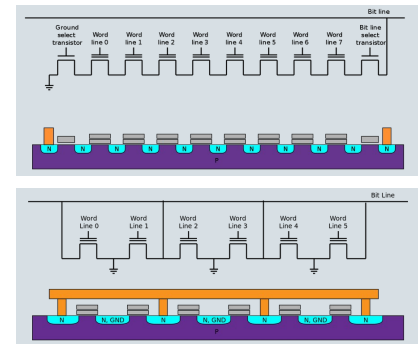 Bit line
Ground select transistor
Word line 0
Word line 1
Word line 2
Word line 3
Word line 4
Word line 5
Word line 6
Word line 7
Bit line select transistor
N N N N N N N N N N
P
Bit Line
Word Line 0
Word Line 1
Word Line 2
Word Line 3
Word Line 4
Word Line 5
N N, GND N N, GND N N, GND N
P